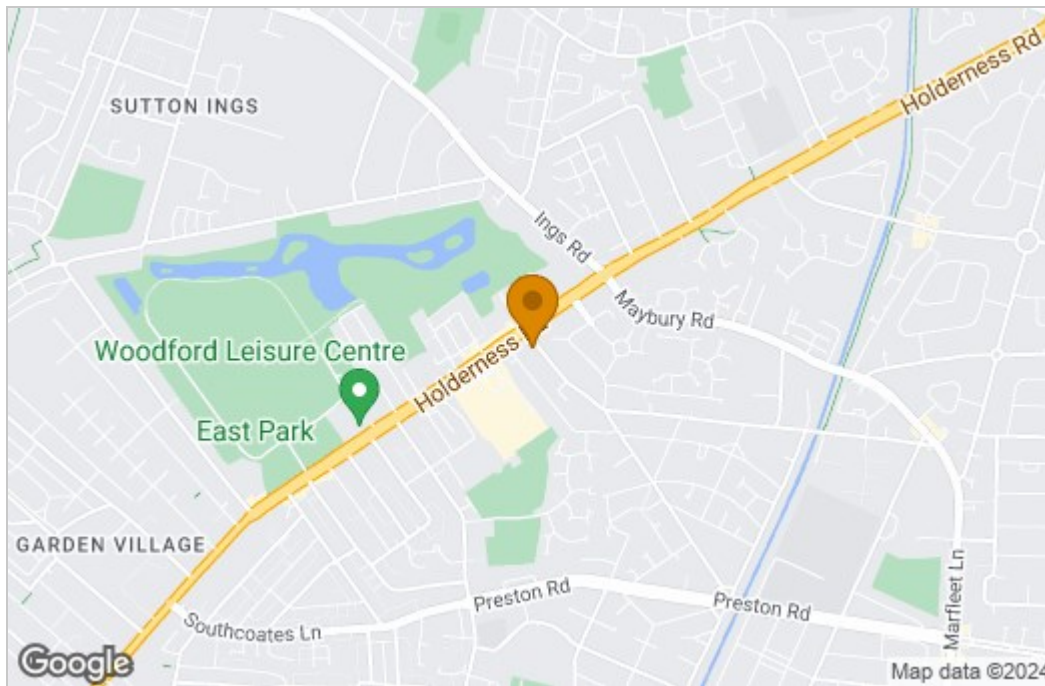 SUTTON INGS
Holderness Rd
Ings Rd
Maybury Rd
Woodford Leisure Centre
Holderness
East Park
GARDEN VILLAGE
Preston Rd
Preston Rd
Southcoates Ln
Marfleet Ln
Google
Map data ©2024